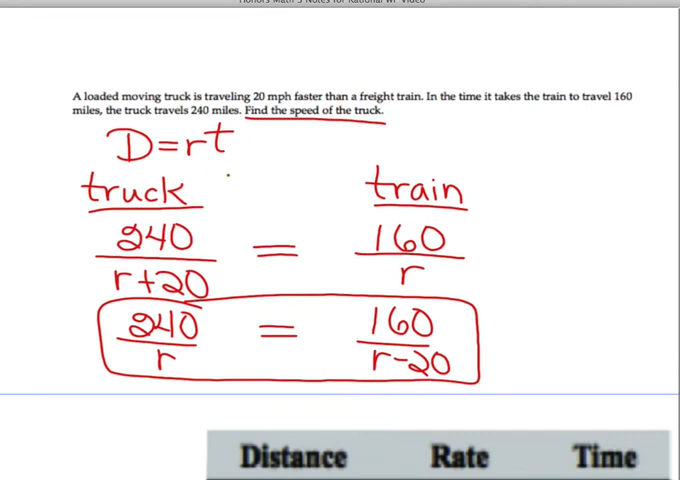 Honors Math 3 Notes for Rational WP Video
A loaded moving truck is traveling 20 mph faster than a freight train. In the time it takes the train to travel 160
miles, the truck travels 240 miles. Find the speed of the truck.
D=rt
truck train
240 = 160
r+20 r
240 = 160
r r-20
Distance Rate Time